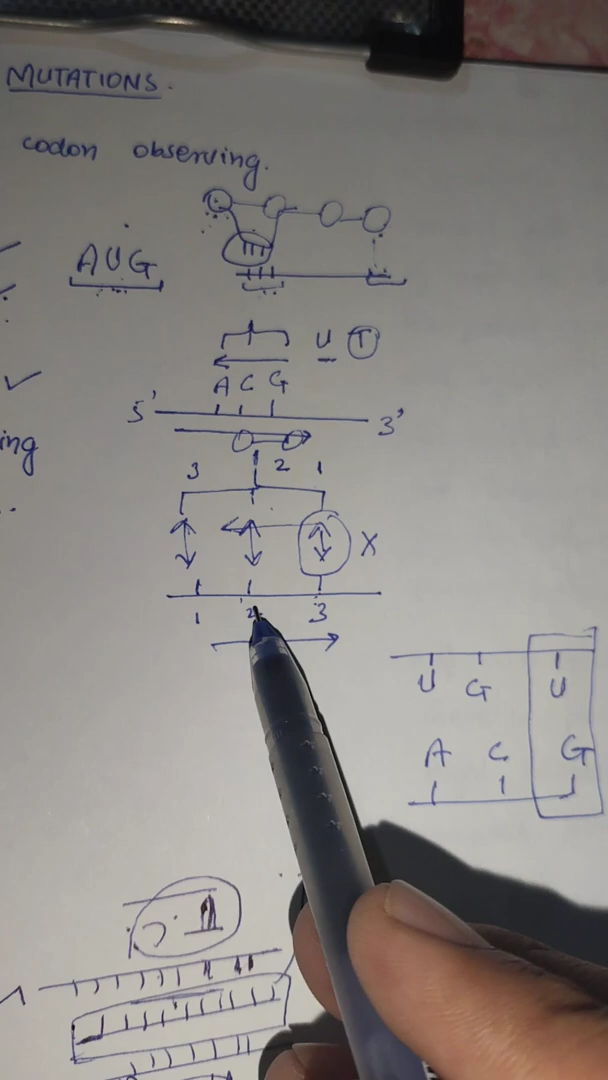 MUTATIONS.
codon observing.
AUG
U T
A C G
5' 3'
ing
3 2 1
X
1 2 3
U G U
A C G